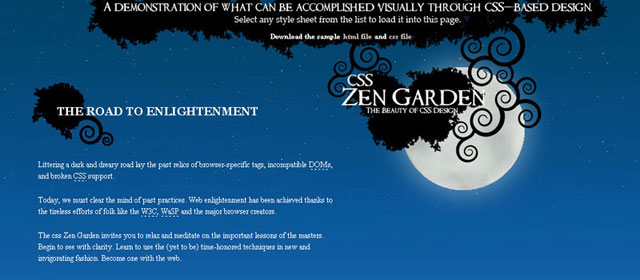 A DEMONSTRATION OF WHAT CAN BE ACCOMPLISHED VISUALLY THROUGH CSS–BASED DESIGN.
Select any style sheet from the list to load it into this page.
Download the sample html file and css file
CSS
ZEN GARDEN
THE BEAUTY OF CSS DESIGN
THE ROAD TO ENLIGHTENMENT
Littering a dark and dreary road lay the past relics of browser-specific tags, incompatible DOMs,
and broken CSS support.
Today, we must clear the mind of past practices. Web enlightenment has been achieved thanks to
the tireless efforts of folk like the W3C, WaSP and the major browser creators.
The css Zen Garden invites you to relax and meditate on the important lessons of the masters.
Begin to see with clarity. Learn to use the (yet to be) time-honored techniques in new and
invigorating fashion. Become one with the web.